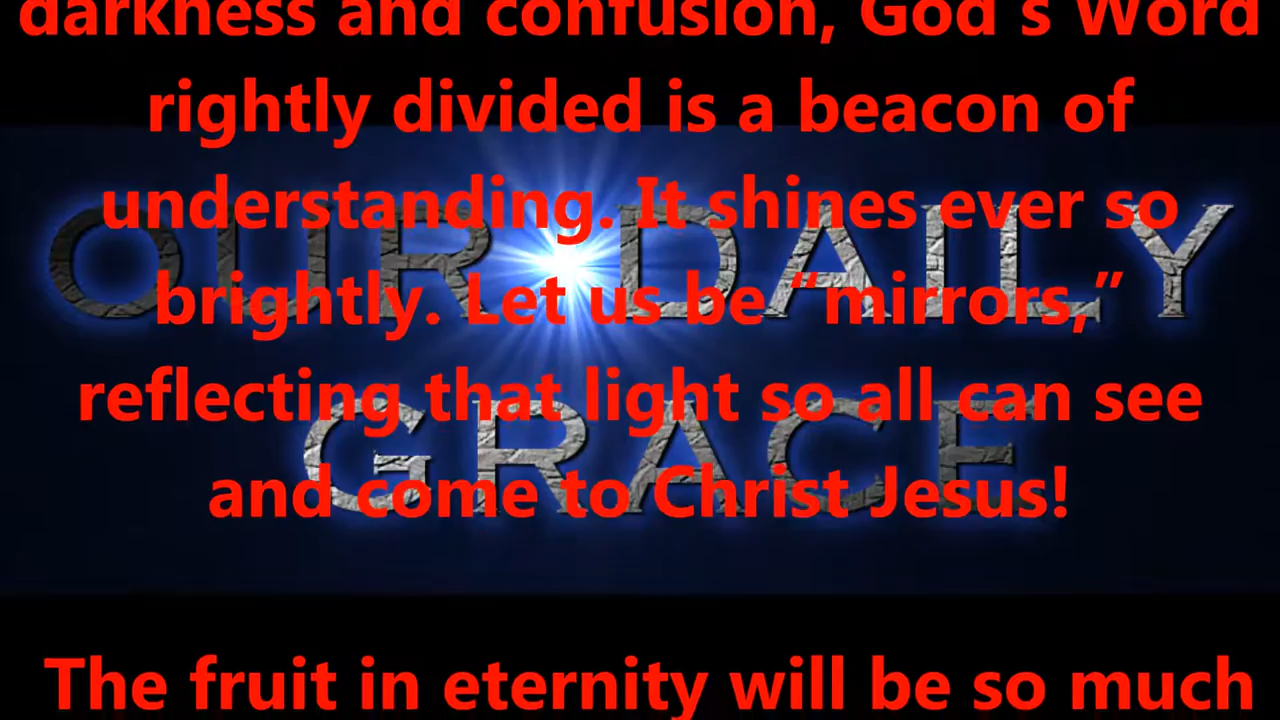 darkness and confusion, God's Word
rightly divided is a beacon of
understanding. It shines ever so
OUR DAILY
brightly. Let us be “mirrors,”
reflecting that light so all can see
GRACE
and come to Christ Jesus!
The fruit in eternity will be so much